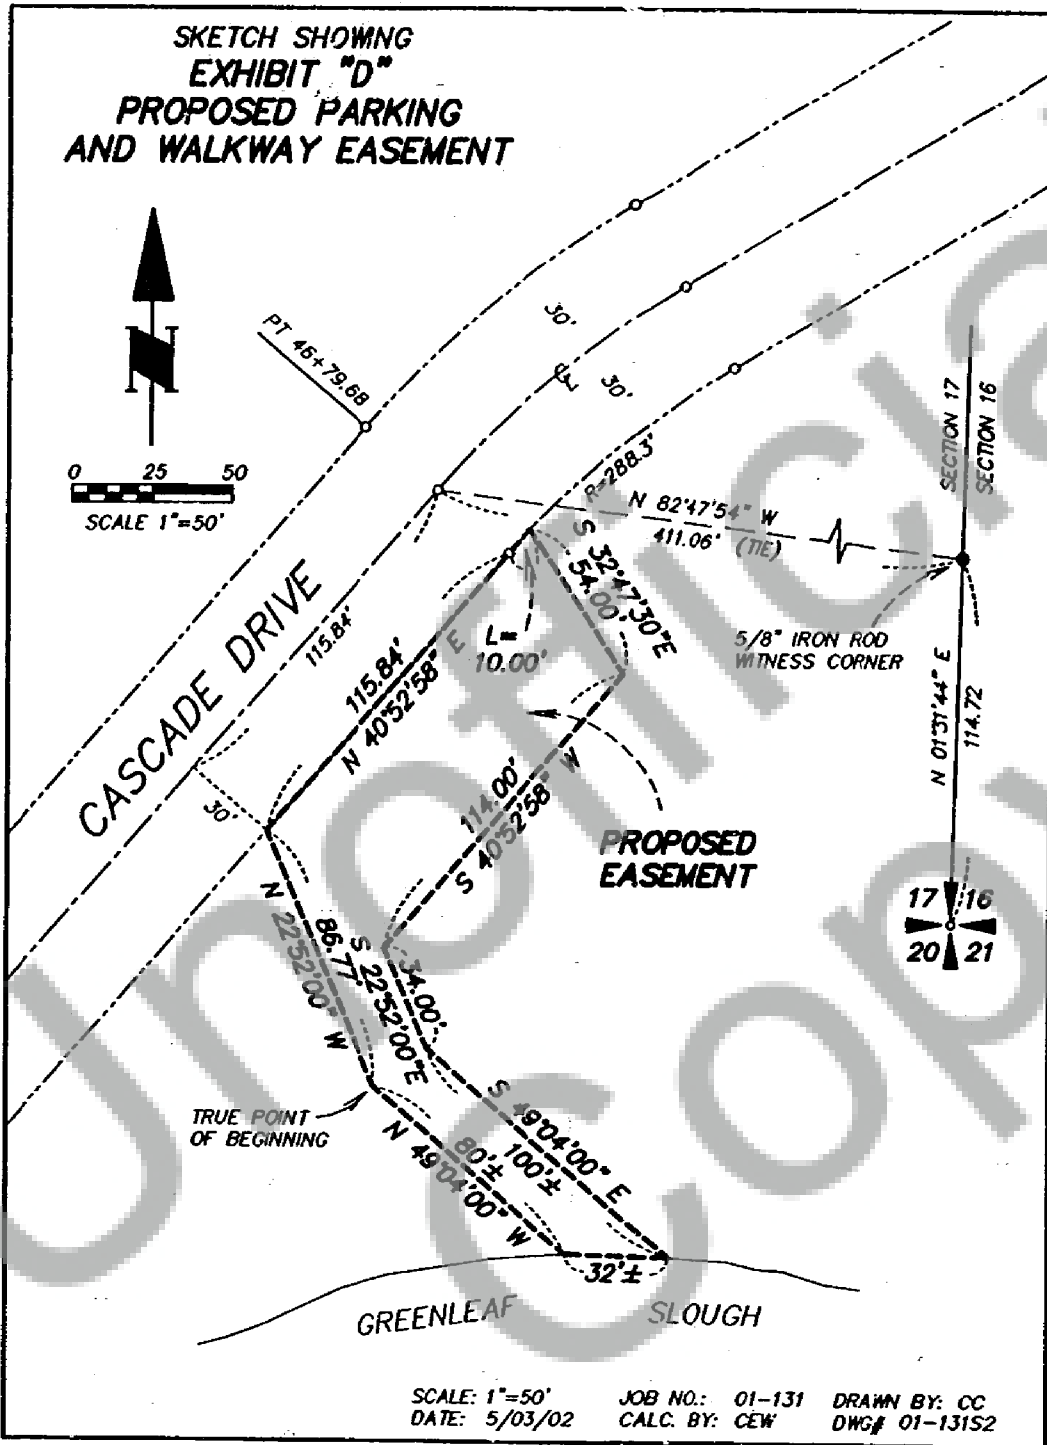 SKETCH SHOWING
EXHIBIT "D"
PROPOSED PARKING
AND WALKWAY EASEMENT
N
0 25 50
SCALE 1"=50'
PT 46+79.68
30'
30'
R=288.3'
N 82°47'54" W
411.06' (TIE)
SECTION 17
SECTION 16
S 32°47'30"E
54.00'
L=
10.00'
5/8" IRON ROD
WITNESS CORNER
N 01°31'44" E
114.72
CASCADE DRIVE
115.84'
115.84'
N 40°52'58" E
114.00'
S 40°52'58" W
PROPOSED
EASEMENT
30'
17 16
20 21
N 22°52'00" W
86.77'
34.00'
S 22°52'00"E
TRUE POINT
OF BEGINNING
S 49°04'00" E
100'±
80'±
N 49°04'00" W
32'±
GREENLEAF SLOUGH
SCALE: 1"=50' JOB NO.: 01-131 DRAWN BY: CC
DATE: 5/03/02 CALC. BY: CEW DWG# 01-131S2
Unofficial
Copy